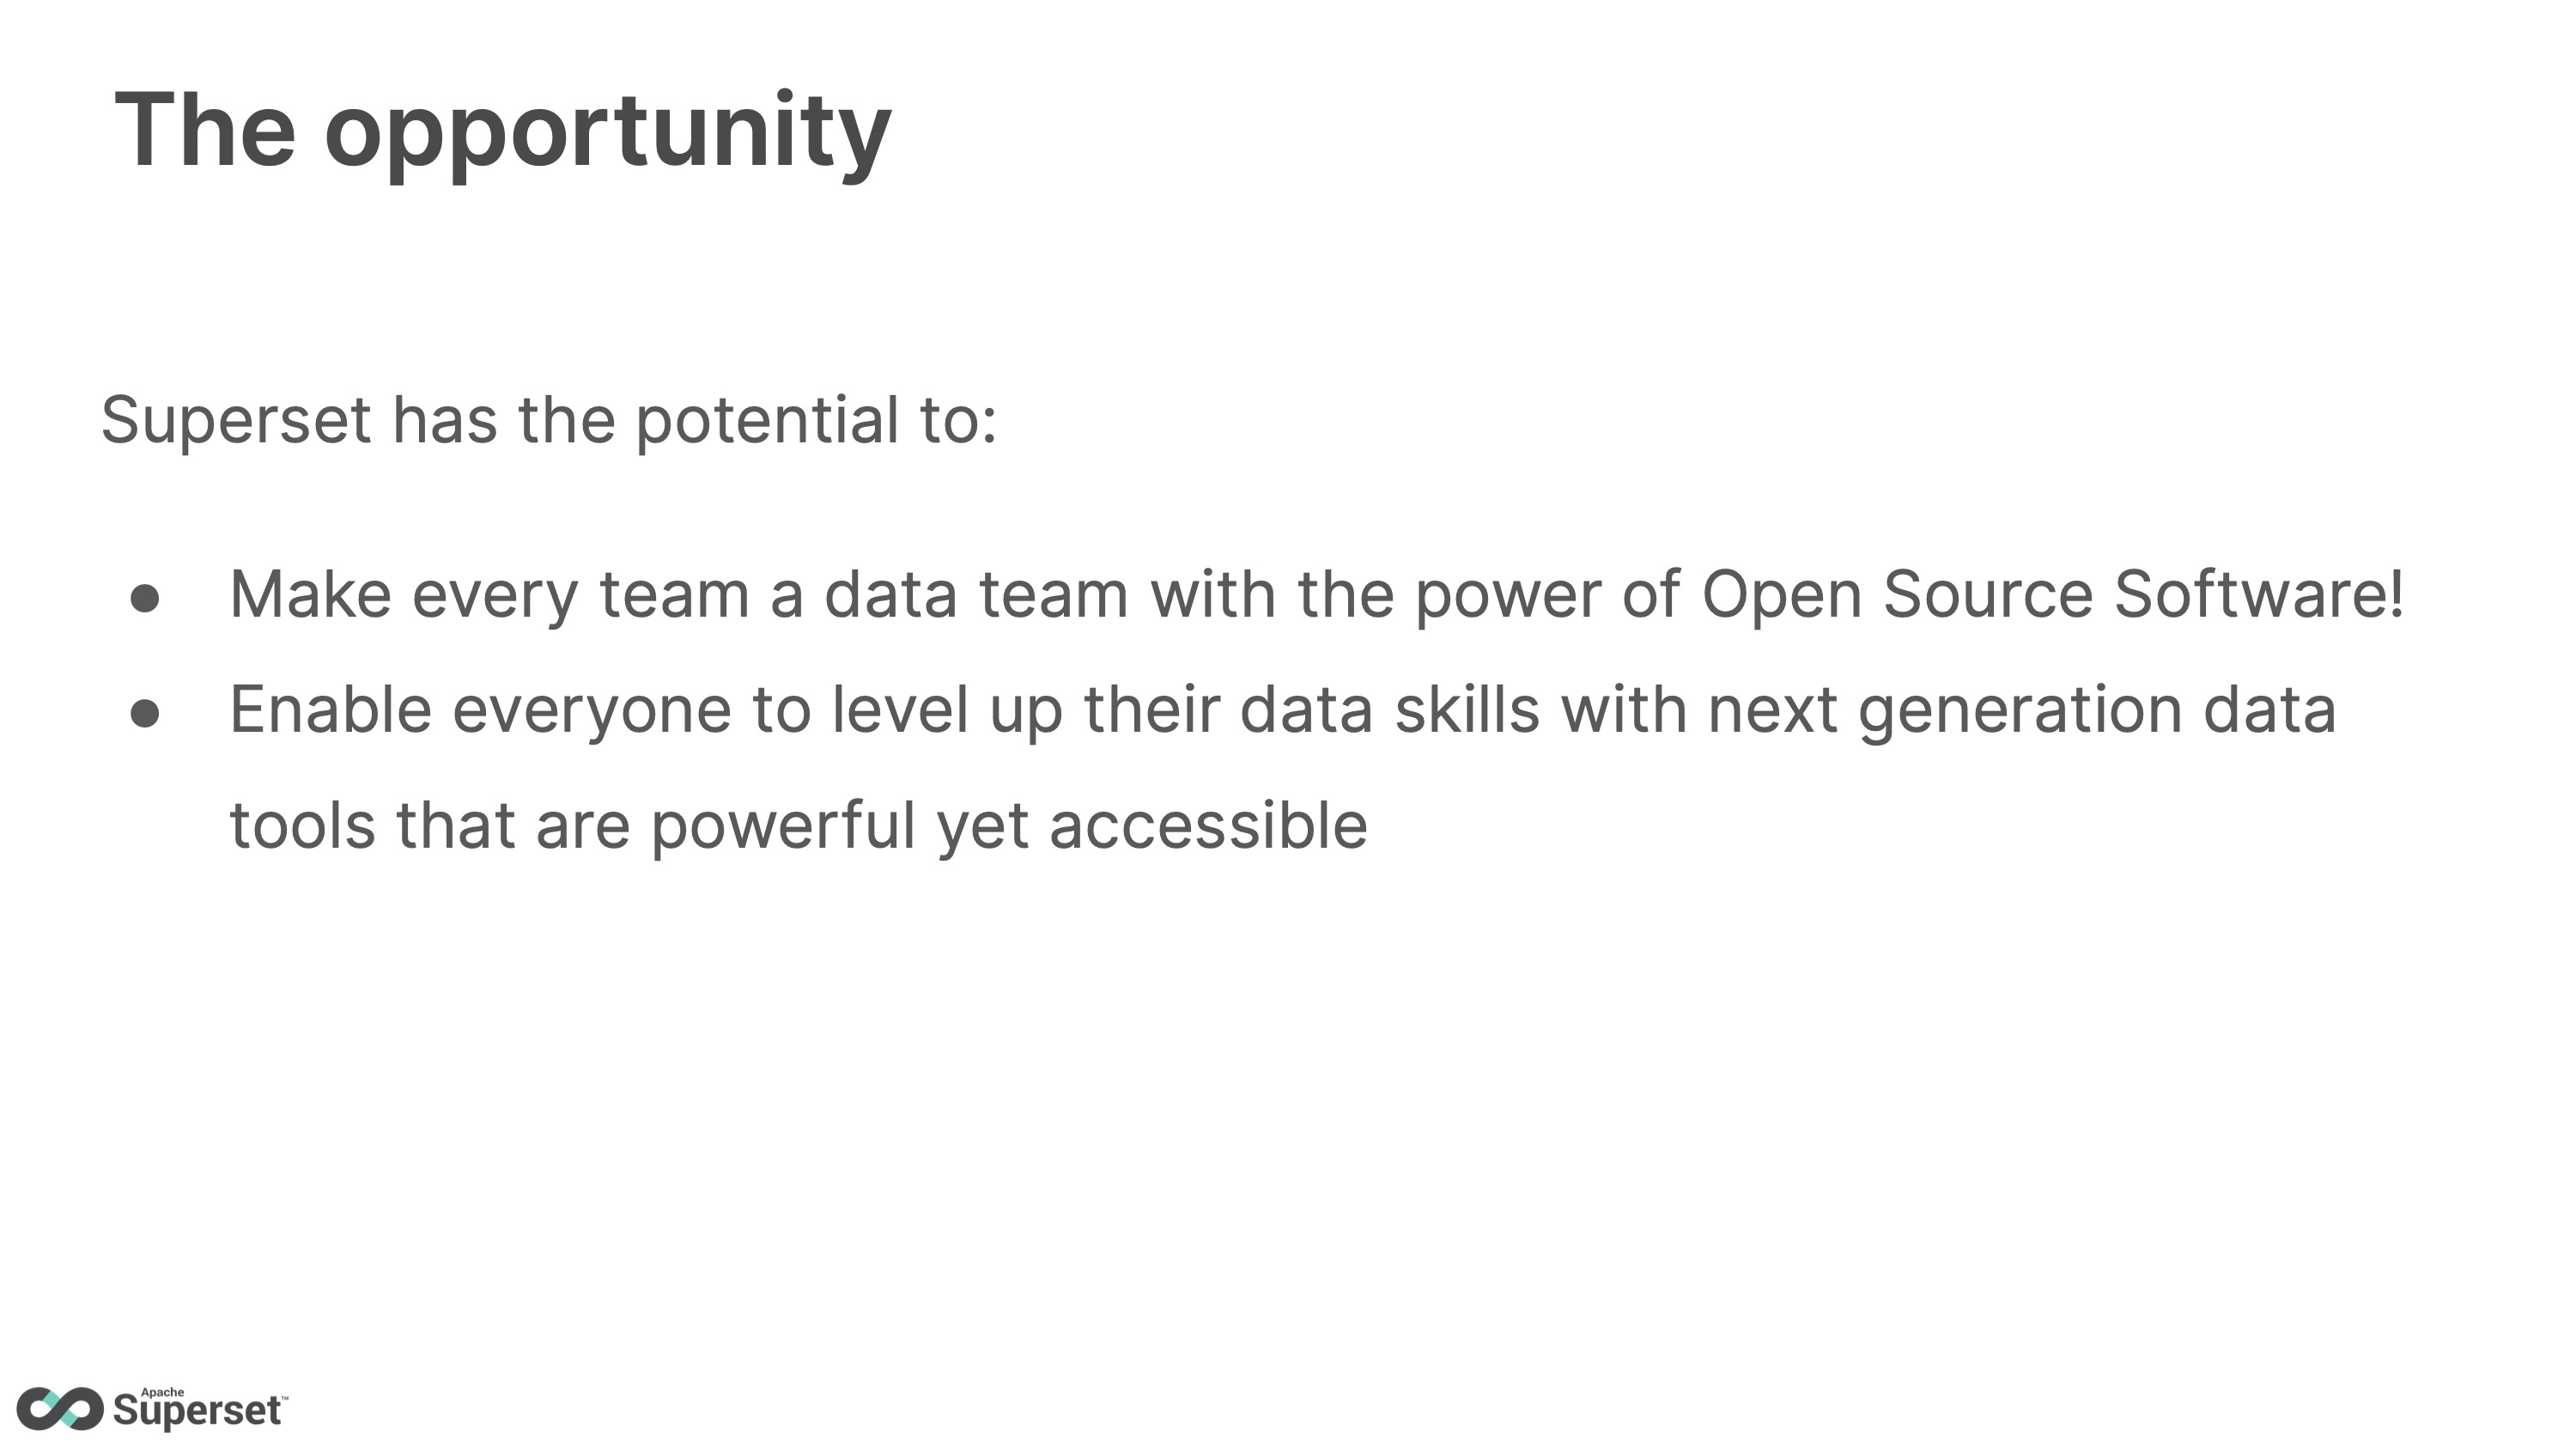 The opportunity
Superset has the potential to:
● Make every team a data team with the power of Open Source Software!
● Enable everyone to level up their data skills with next generation data
tools that are powerful yet accessible
Apache
Superset™